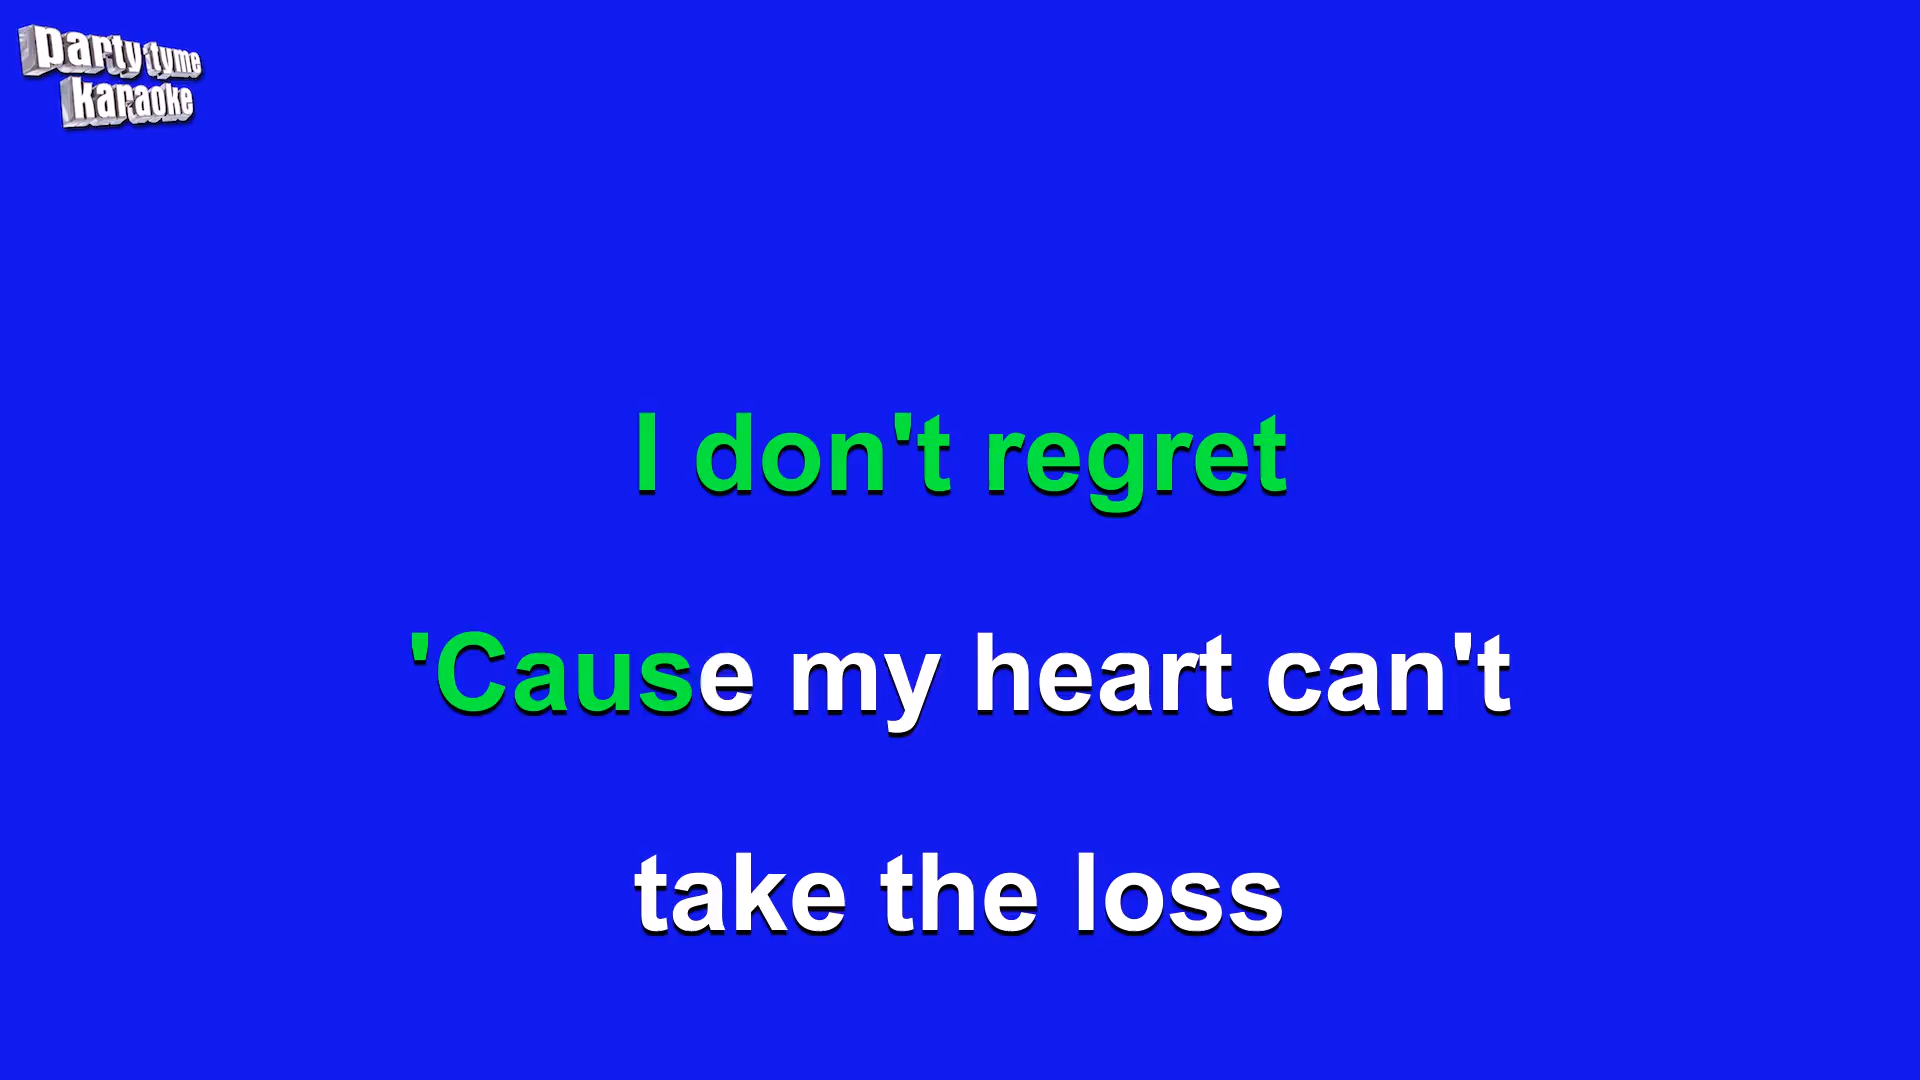 party tyme
karaoke
I don't regret
'Cause my heart can't
take the loss